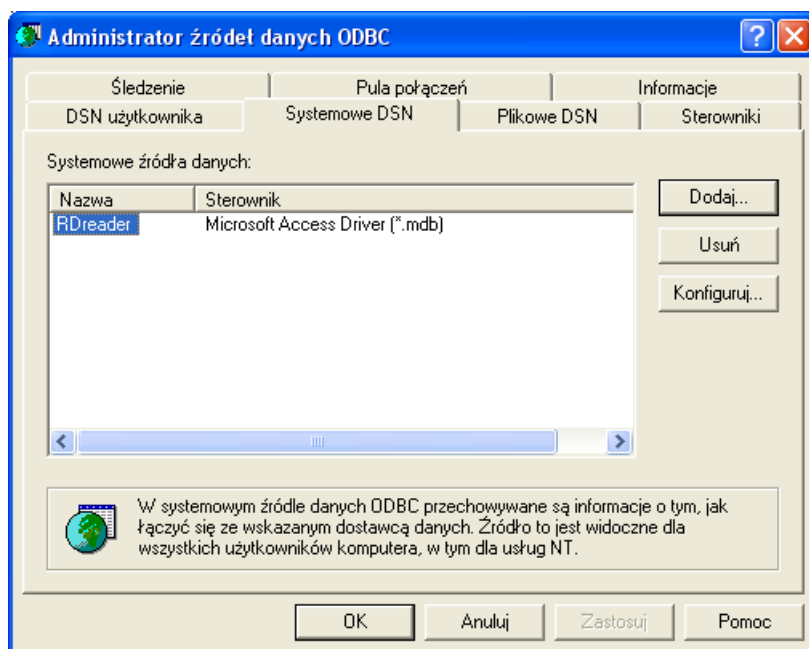 Administrator źródeł danych ODBC
Śledzenie
Pula połączeń
Informacje
DSN użytkownika
Systemowe DSN
Plikowe DSN
Sterowniki
Systemowe źródła danych:
Nazwa
Sterownik
RDreader
Microsoft Access Driver (*.mdb)
Dodaj...
Usuń
Konfiguruj...
W systemowym źródle danych ODBC przechowywane są informacje o tym, jak
łączyć się ze wskazanym dostawcą danych. Źródło to jest widoczne dla
wszystkich użytkowników komputera, w tym dla usług NT.
OK
Anuluj
Zastosuj
Pomoc